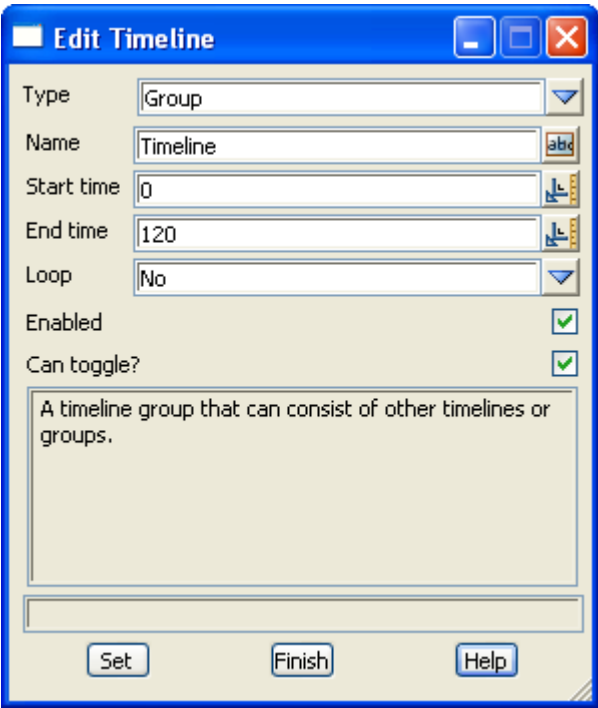 Edit Timeline
Type Group
Name Timeline abc
Start time 0
End time 120
Loop No
Enabled
Can toggle?
A timeline group that can consist of other timelines or
groups.
Set Finish Help